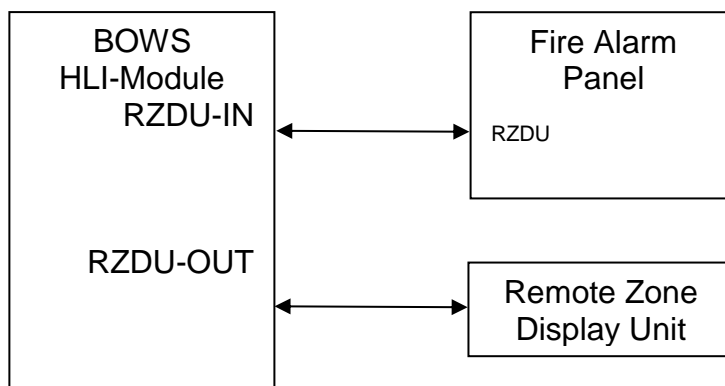 BOWS
HLI-Module
RZDU-IN
RZDU-OUT
Fire Alarm
Panel
RZDU
Remote Zone
Display Unit